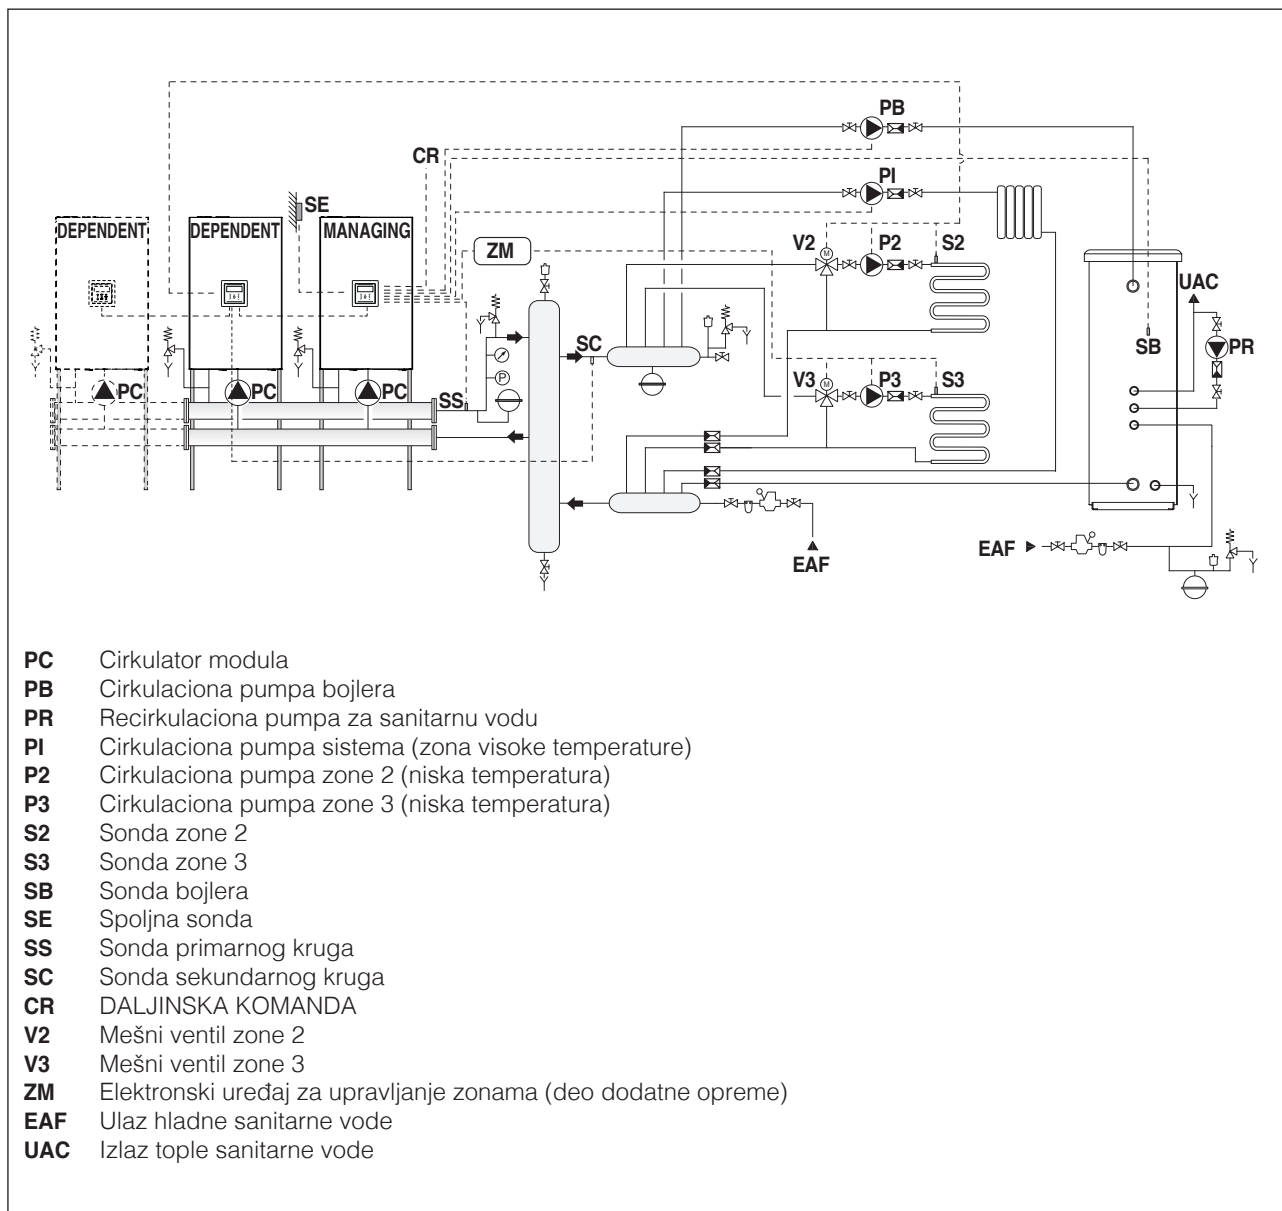 PB
CR
PI
SE
DEPENDENT DEPENDENT MANAGING
ZM
V2 P2 S2
M
UAC
SC
SB
PR
P
PC PC PC
SS
V3 P3 S3
M
EAF
EAF
PC Cirkulator modula
PB Cirkulaciona pumpa bojlera
PR Recirkulaciona pumpa za sanitarnu vodu
PI Cirkulaciona pumpa sistema (zona visoke temperature)
P2 Cirkulaciona pumpa zone 2 (niska temperatura)
P3 Cirkulaciona pumpa zone 3 (niska temperatura)
S2 Sonda zone 2
S3 Sonda zone 3
SB Sonda bojlera
SE Spoljna sonda
SS Sonda primarnog kruga
SC Sonda sekundarnog kruga
CR DALJINSKA KOMANDA
V2 Mešni ventil zone 2
V3 Mešni ventil zone 3
ZM Elektronski uređaj za upravljanje zonama (deo dodatne opreme)
EAF Ulaz hladne sanitarne vode
UAC Izlaz tople sanitarne vode